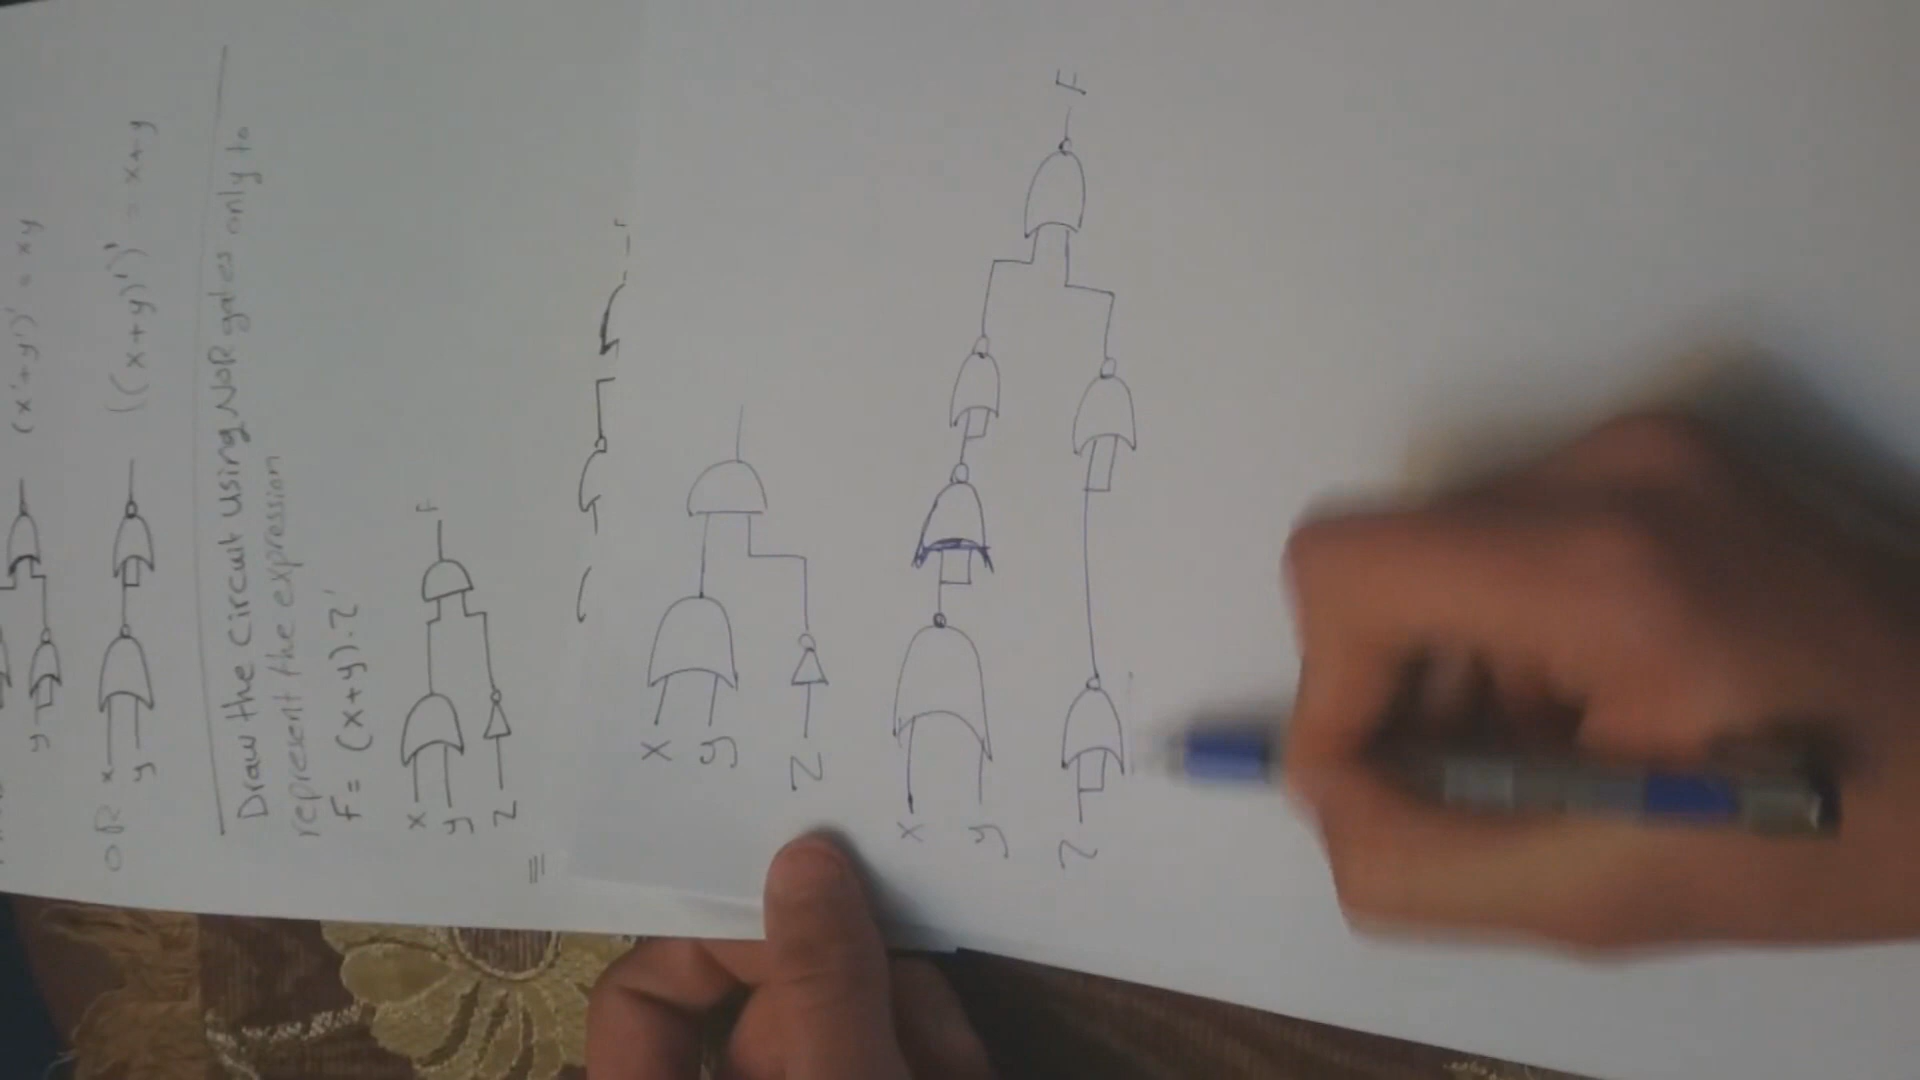 y (x'+y')' = xy
OR x y ((x+y)')' = x+y
Draw the Circuit using NOR gates only to
represent the expression
F = (x+y).z'
x
y
z
F
=
x
y
z
x
y
z
F